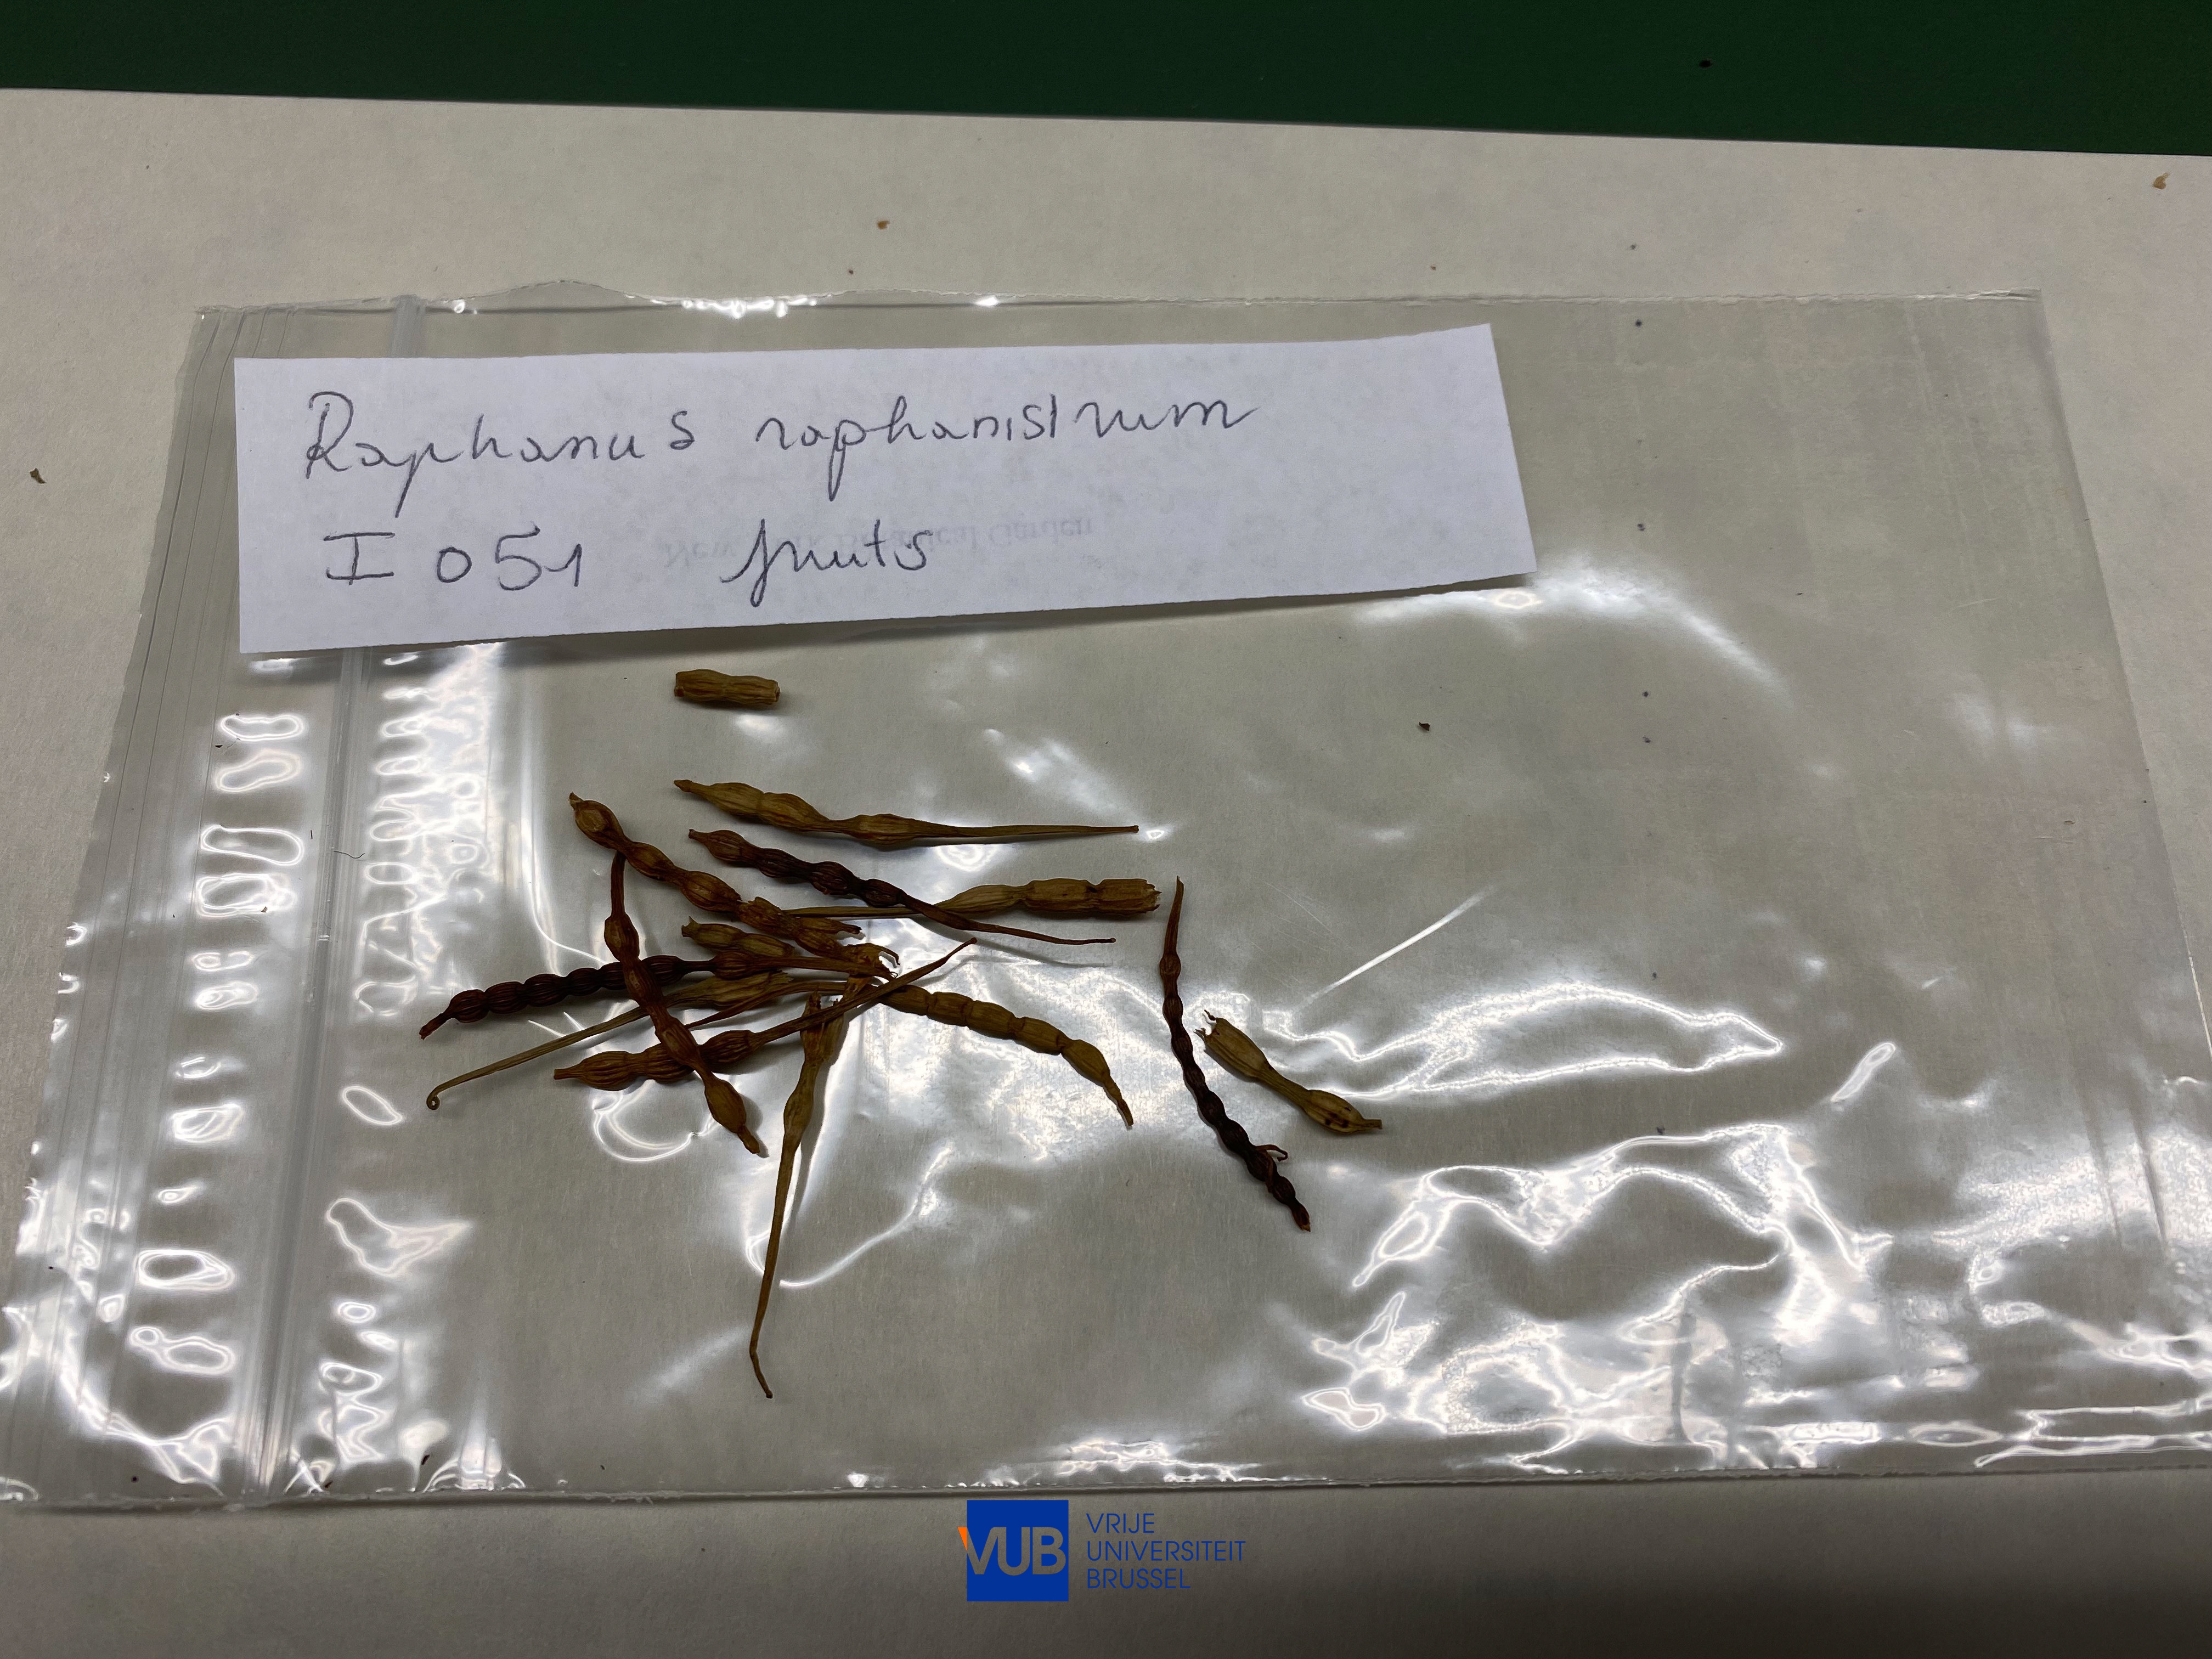 Raphanus raphanistrum
I 051 fruits
VUB
VRIJE
UNIVERSITEIT
BRUSSEL